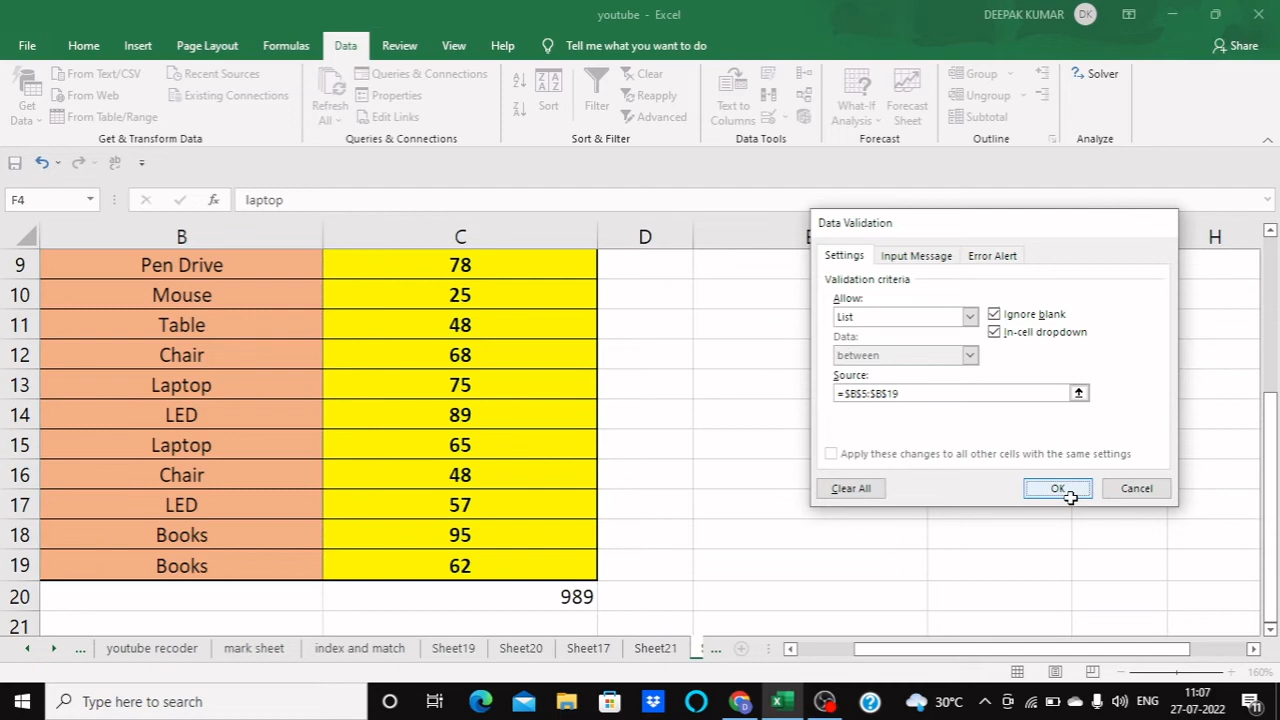 youtube - Excel
DEEPAK KUMAR DK
File Home Insert Page Layout Formulas Data Review View Help Tell me what you want to do Share
Get Data
From Text/CSV
From Web
From Table/Range
Recent Sources
Existing Connections
Get & Transform Data
Refresh All
Queries & Connections
Properties
Edit Links
Queries & Connections
Sort
Filter
Clear
Reapply
Advanced
Sort & Filter
Text to Columns
Data Tools
What-If Analysis
Forecast Sheet
Forecast
Group
Ungroup
Subtotal
Outline
Solver
Analyze
F4 fx laptop
B C D H
9 Pen Drive 78
10 Mouse 25
11 Table 48
12 Chair 68
13 Laptop 75
14 LED 89
15 Laptop 65
16 Chair 48
17 LED 57
18 Books 95
19 Books 62
20 989
21
Data Validation
Settings Input Message Error Alert
Validation criteria
Allow:
List
Ignore blank
In-cell dropdown
Data:
between
Source:
=$B$5:$B$19
Apply these changes to all other cells with the same settings
Clear All OK Cancel
... youtube recoder mark sheet index and match Sheet19 Sheet20 Sheet17 Sheet21 ...
160%
Type here to search
30°C
ENG
11:07
27-07-2022
11